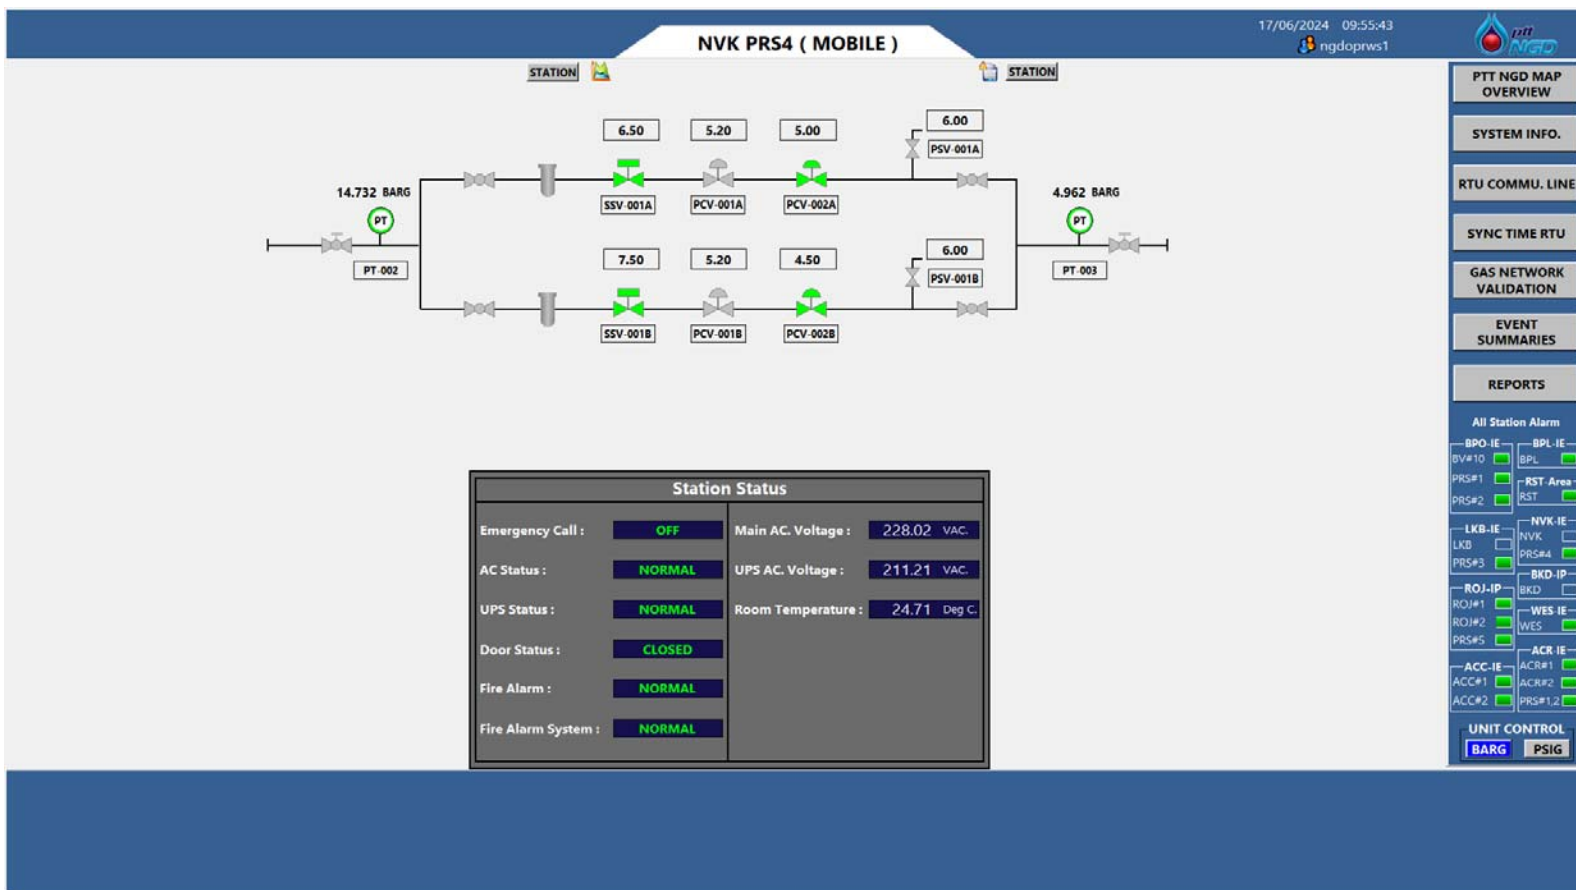 17/06/2024 09:55:43
NVK PRS4 ( MOBILE )
ngdoprws1
ptt
NGD
STATION
STATION
PTT NGD MAP
OVERVIEW
SYSTEM INFO.
RTU COMMU. LINE
SYNC TIME RTU
GAS NETWORK
VALIDATION
EVENT
SUMMARIES
REPORTS
6.50 5.20 5.00 6.00
PSV-001A
14.732 BARG
4.962 BARG
SSV-001A PCV-001A PCV-002A
PT
PT
7.50 5.20 4.50 6.00
PT-002
PT-003
PSV-001B
SSV-001B PCV-001B PCV-002B
Station Status
Emergency Call : OFF
Main AC. Voltage : 228.02 VAC.
AC Status : NORMAL
UPS AC. Voltage : 211.21 VAC.
UPS Status : NORMAL
Room Temperature : 24.71 Deg C.
Door Status : CLOSED
Fire Alarm : NORMAL
Fire Alarm System : NORMAL
All Station Alarm
BPO-IE
BV#10
PRS#1
PRS#2
BPL-IE
BPL
RST-Area
RST
LKB-IE
LKB
PRS#3
NVK-IE
NVK
PRS#4
BKD-IP
BKD
ROJ-IP
ROJ#1
ROJ#2
PRS#5
WES-IE
WES
ACC-IE
ACC#1
ACC#2
ACR-IE
ACR#1
ACR#2
PRS#1,2
UNIT CONTROL
BARG PSIG